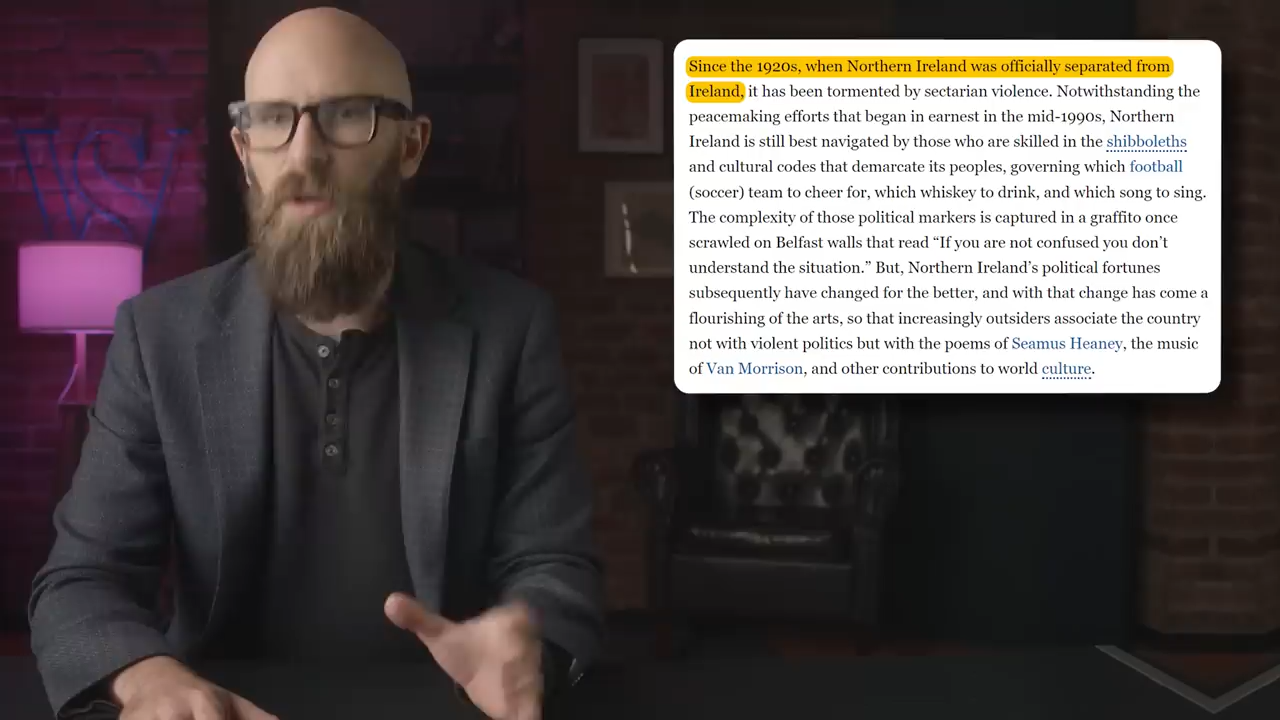 Since the 1920s, when Northern Ireland was officially separated from
Ireland, it has been tormented by sectarian violence. Notwithstanding the
peacemaking efforts that began in earnest in the mid-1990s, Northern
Ireland is still best navigated by those who are skilled in the shibboleths
and cultural codes that demarcate its peoples, governing which football
(soccer) team to cheer for, which whiskey to drink, and which song to sing.
The complexity of those political markers is captured in a graffito once
scrawled on Belfast walls that read “If you are not confused you don’t
understand the situation.” But, Northern Ireland’s political fortunes
subsequently have changed for the better, and with that change has come a
flourishing of the arts, so that increasingly outsiders associate the country
not with violent politics but with the poems of Seamus Heaney, the music
of Van Morrison, and other contributions to world culture.